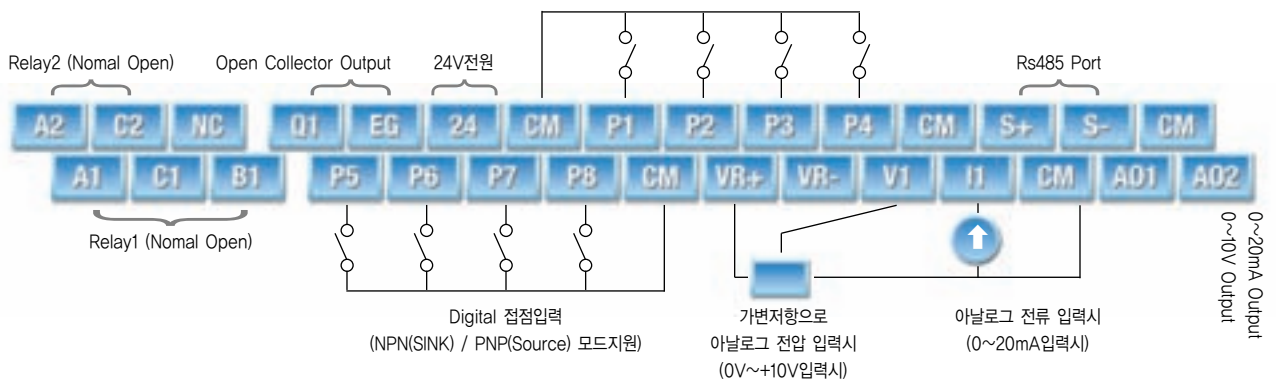 Relay2 (Nomal Open)
Open Collector Output
24V전원
Rs485 Port
A2 C2 NC Q1 EG 24 CM P1 P2 P3 P4 CM S+ S- CM
A1 C1 B1 P5 P6 P7 P8 CM VR+ VR- V1 I1 CM AO1 AO2
Relay1 (Nomal Open)
Digital 접점입력
(NPN(SINK) / PNP(Source) 모드지원)
가변저항으로
아날로그 전압 입력시
(0V~+10V입력시)
아날로그 전류 입력시
(0~20mA입력시)
0~20mA Output
0~10V Output